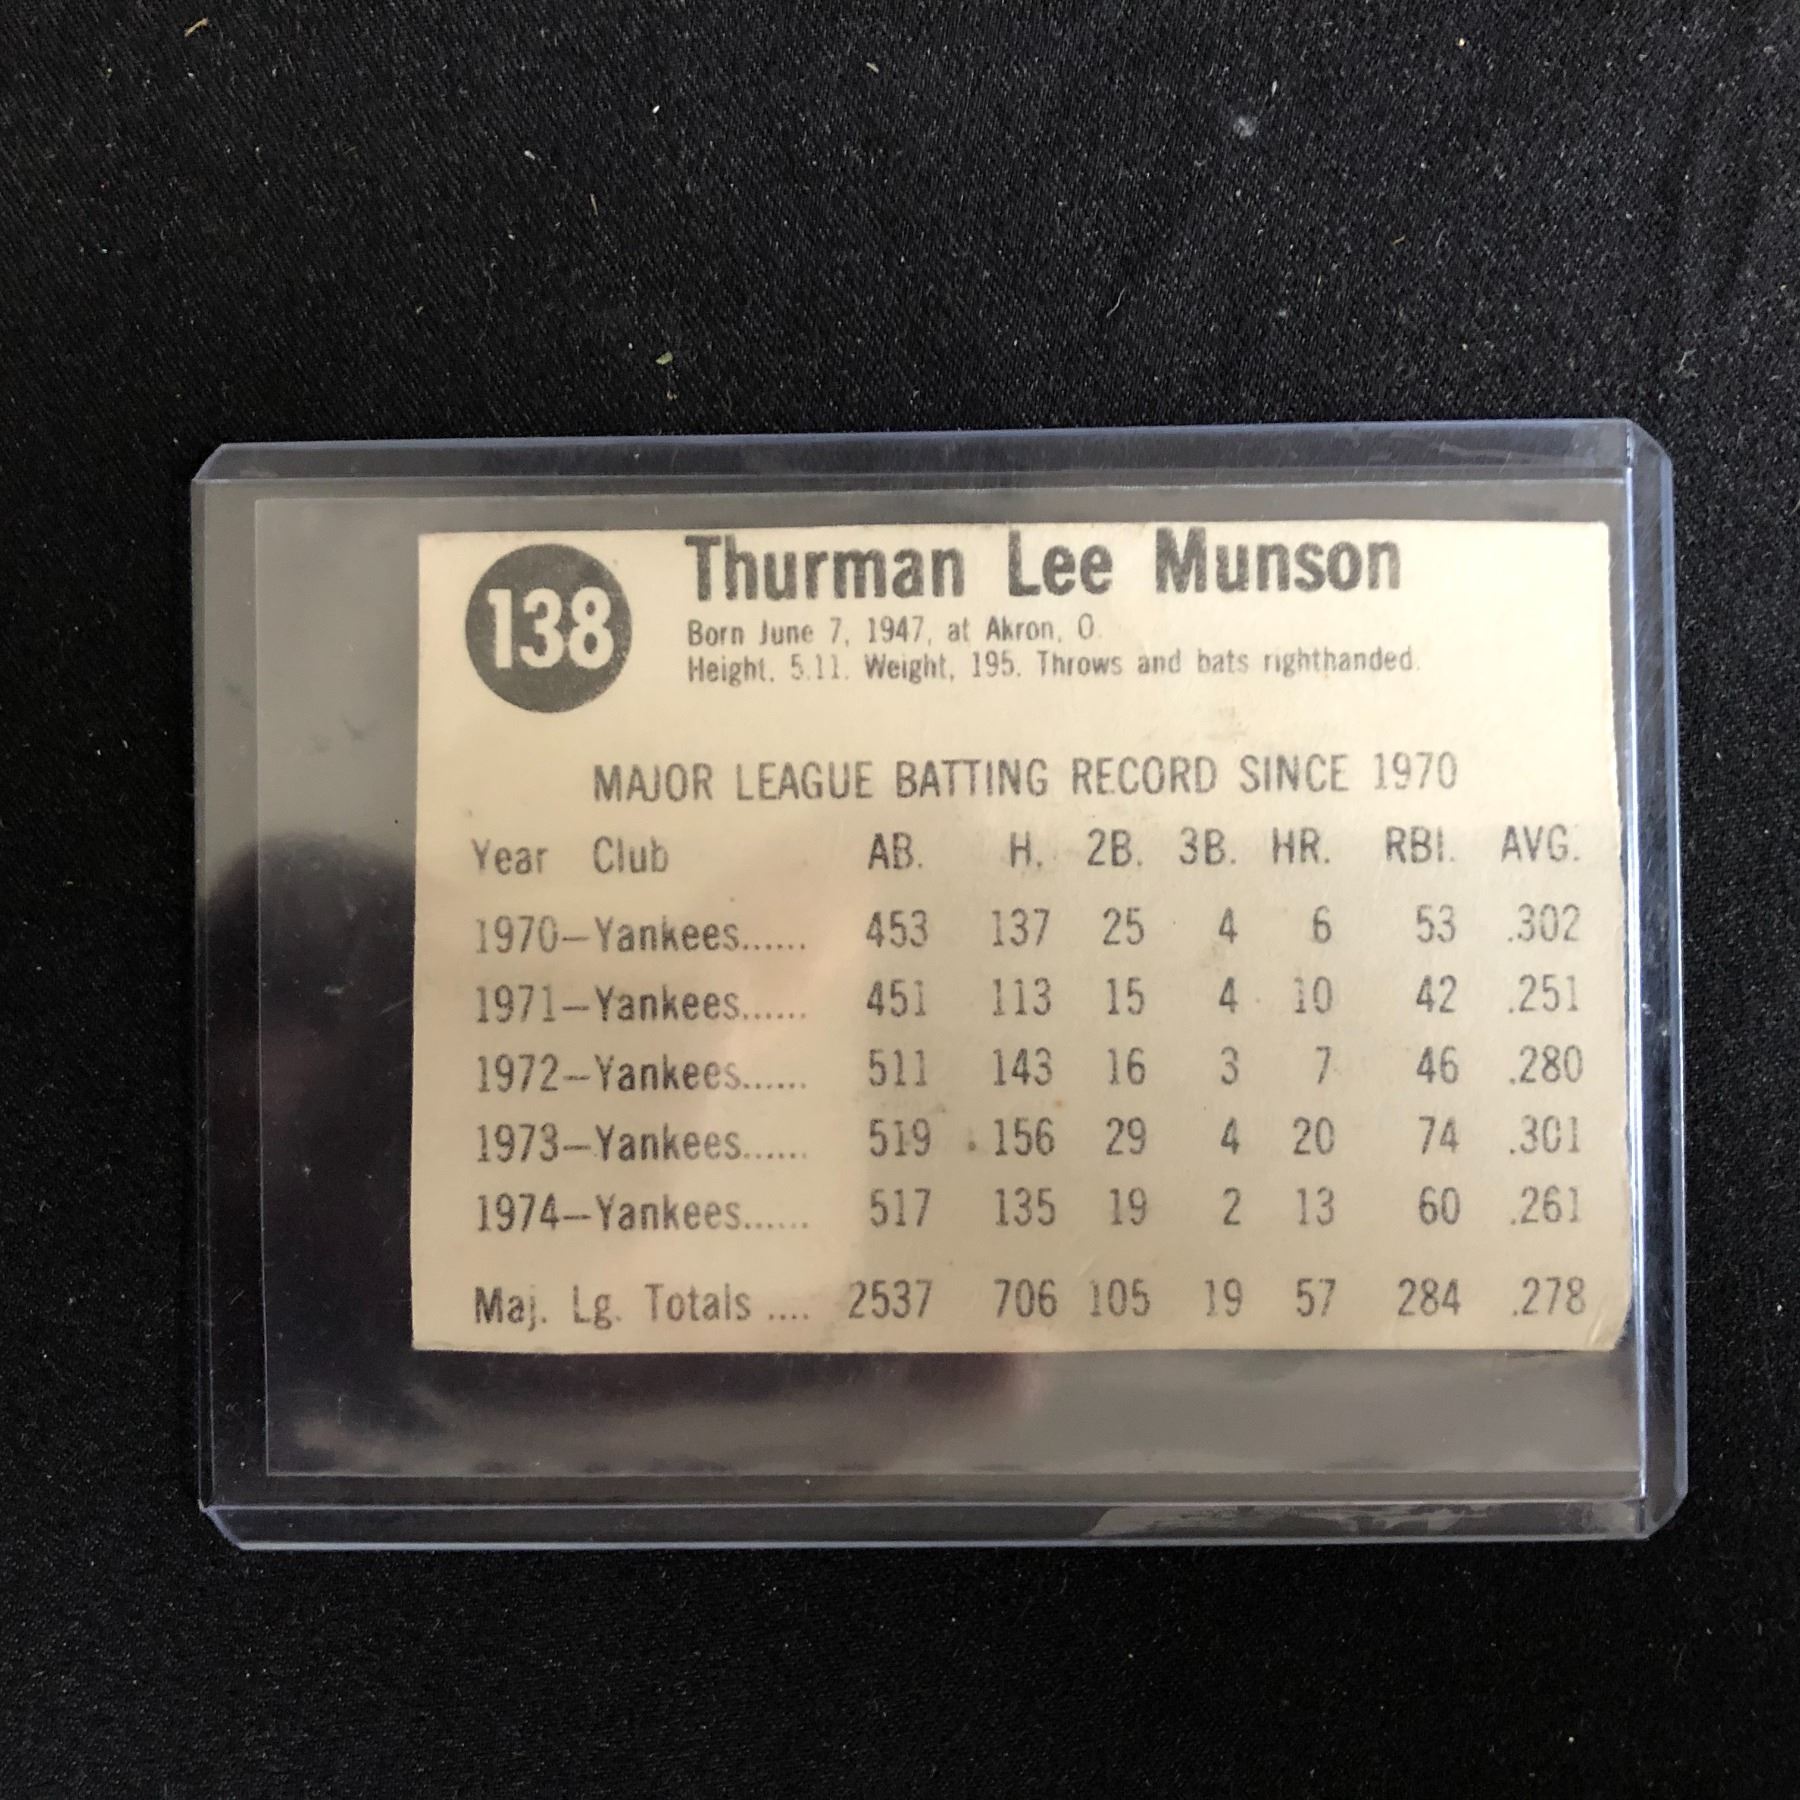 138
Thurman Lee Munson
Born June 7, 1947, at Akron, O.
Height, 5.11. Weight, 195. Throws and bats righthanded.
MAJOR LEAGUE BATTING RECORD SINCE 1970
Year Club AB. H. 2B. 3B. HR. RBI. AVG.
1970—Yankees...... 453 137 25 4 6 53 .302
1971—Yankees...... 451 113 15 4 10 42 .251
1972—Yankees...... 511 143 16 3 7 46 .280
1973—Yankees...... 519 156 29 4 20 74 .301
1974—Yankees...... 517 135 19 2 13 60 .261
Maj. Lg. Totals .... 2537 706 105 19 57 284 .278